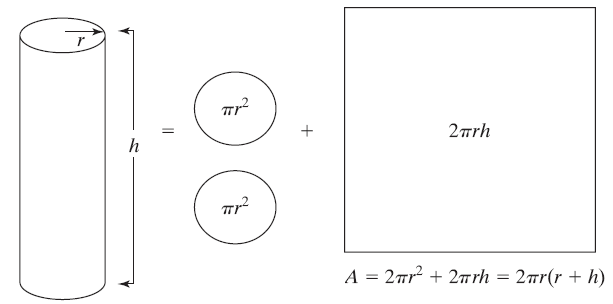 r
h
=
πr²
πr²
+
2πrh
A = 2πr² + 2πrh = 2πr(r + h)